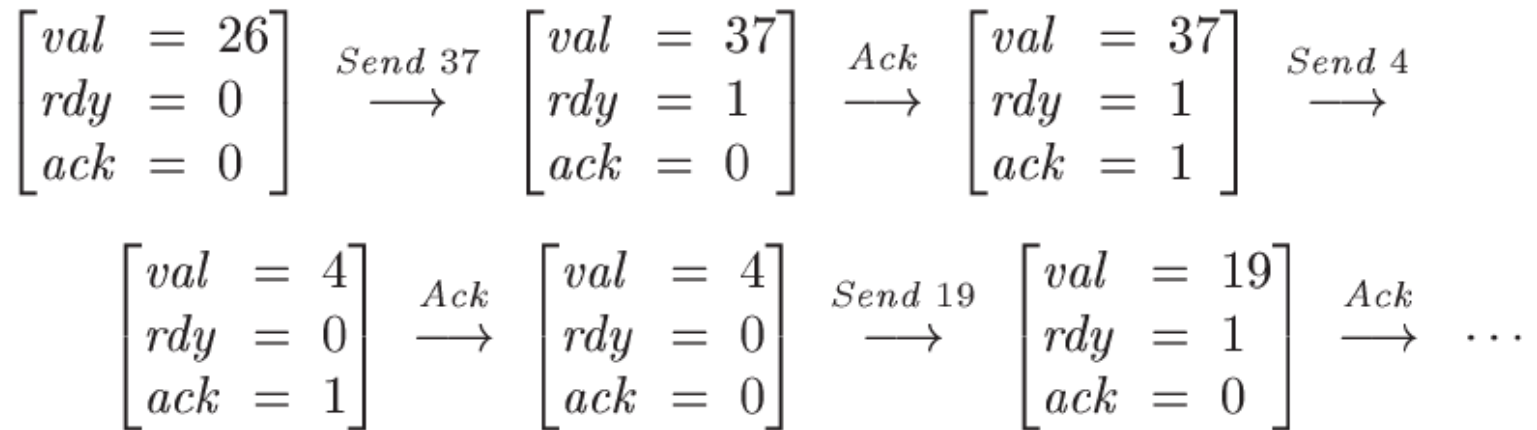 val = 26 Send 37 val = 37 Ack val = 37 Send 4
rdy = 0 ⟶ rdy = 1 ⟶ rdy = 1 ⟶
ack = 0 ack = 0 ack = 1
val = 4 Ack val = 4 Send 19 val = 19 Ack
rdy = 0 ⟶ rdy = 0 ⟶ rdy = 1 ⟶ ···
ack = 1 ack = 0 ack = 0